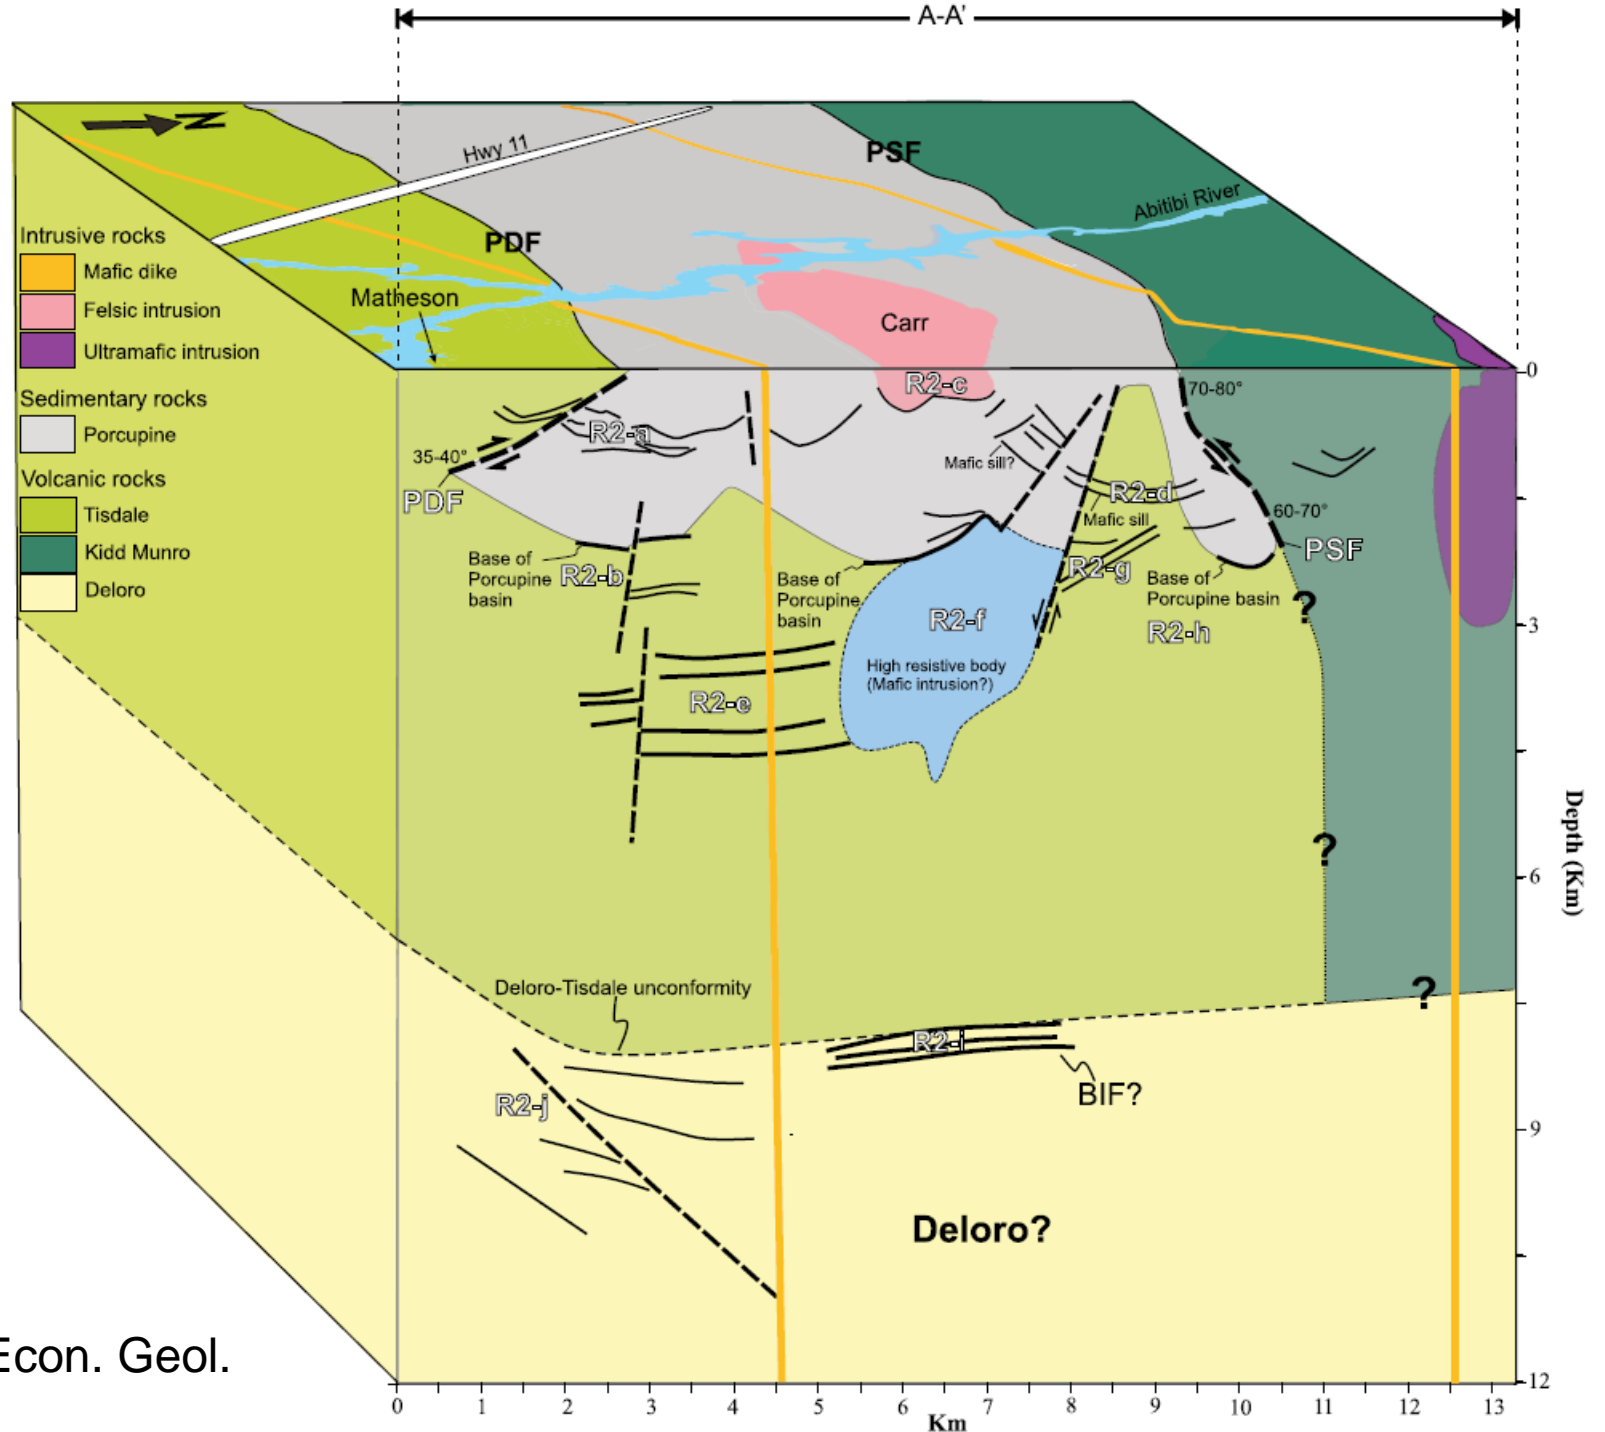 A-A'
N
Hwy 11
PSF
Abitibi River
PDF
Matheson
Carr
Intrusive rocks
Mafic dike
Felsic intrusion
Ultramafic intrusion
Sedimentary rocks
Porcupine
Volcanic rocks
Tisdale
Kidd Munro
Deloro
0
R2-c
70-80°
R2-a
35-40°
Mafic sill?
PDF
R2-d
Mafic sill
60-70°
PSF
Base of
Porcupine
basin
R2-b
Base of
Porcupine
basin
R2-g
Base of
Porcupine basin
?
R2-f
R2-h
3
High resistive body
(Mafic intrusion?)
R2-e
?
6
Depth (Km)
Deloro-Tisdale unconformity
?
R2-i
BIF?
R2-j
9
Deloro?
Econ. Geol.
12
0 1 2 3 4 5 6 7 8 9 10 11 12 13
Km